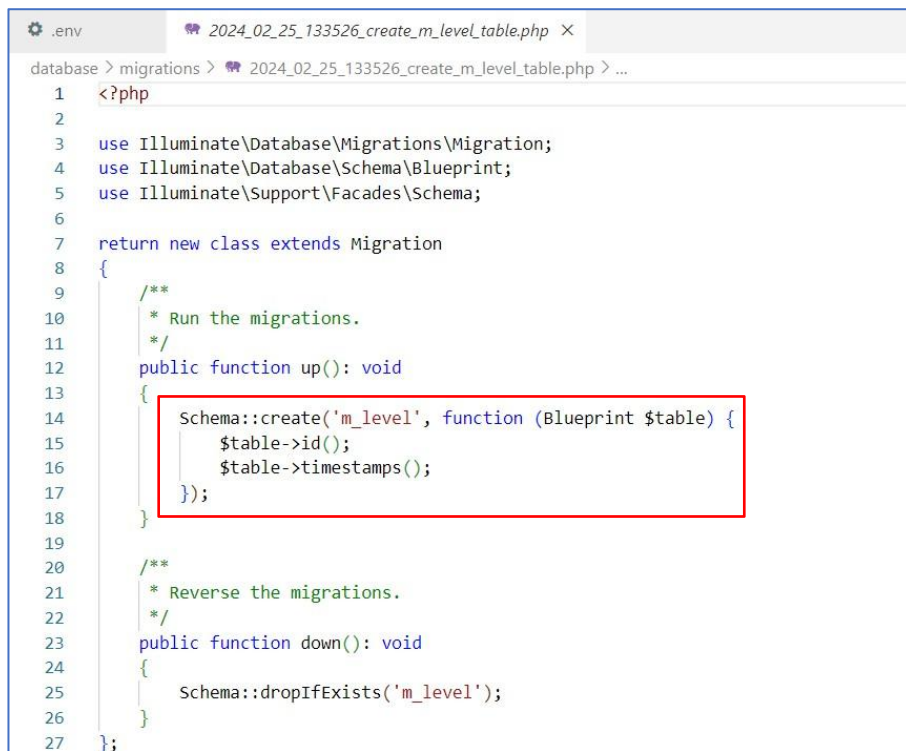 .env 2024_02_25_133526_create_m_level_table.php ×
database > migrations > 2024_02_25_133526_create_m_level_table.php > ...
1 <?php
2
3 use Illuminate\Database\Migrations\Migration;
4 use Illuminate\Database\Schema\Blueprint;
5 use Illuminate\Support\Facades\Schema;
6
7 return new class extends Migration
8 {
9 /**
10 * Run the migrations.
11 */
12 public function up(): void
13 {
14 Schema::create('m_level', function (Blueprint $table) {
15 $table->id();
16 $table->timestamps();
17 });
18 }
19
20 /**
21 * Reverse the migrations.
22 */
23 public function down(): void
24 {
25 Schema::dropIfExists('m_level');
26 }
27 };